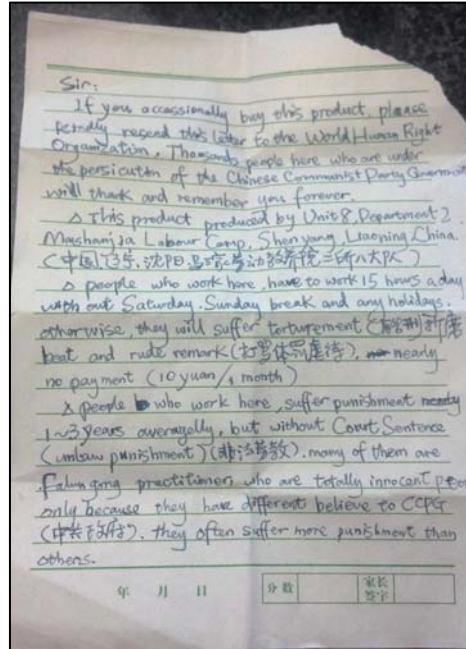 Sir:
If you occassionally buy this product, please
kindly resend this letter to the World Human Right
Organization. Thousands people here who are under
the persicution of the Chinese Communist Party Government
will thank and remember you forever.
△ This product produced by Unit 8, Department 2,
Mashanjia Labour Camp, Shenyang, Liaoning, China.
(中国, 辽宁, 沈阳 马三家劳动教养院二所八大队)
△ people who work here, have to work 15 hours a day
with out Saturday, Sunday break and any holidays,
otherwise, they will suffer torturement
beat and rude remark (打骂体罚虐待), nearly
no payment (10 yuan/1 month)
△ people who work here, suffer punishment
1~3 years averagelly, but without Court Sentence
(unlaw punishment) (非法劳教). many of them are
Falun gong practitioner, who are totally innocent
only because they have different believe to CCPG
(中共政府), they often suffer more punishment than
others.
年 月 日 分数 家长签字